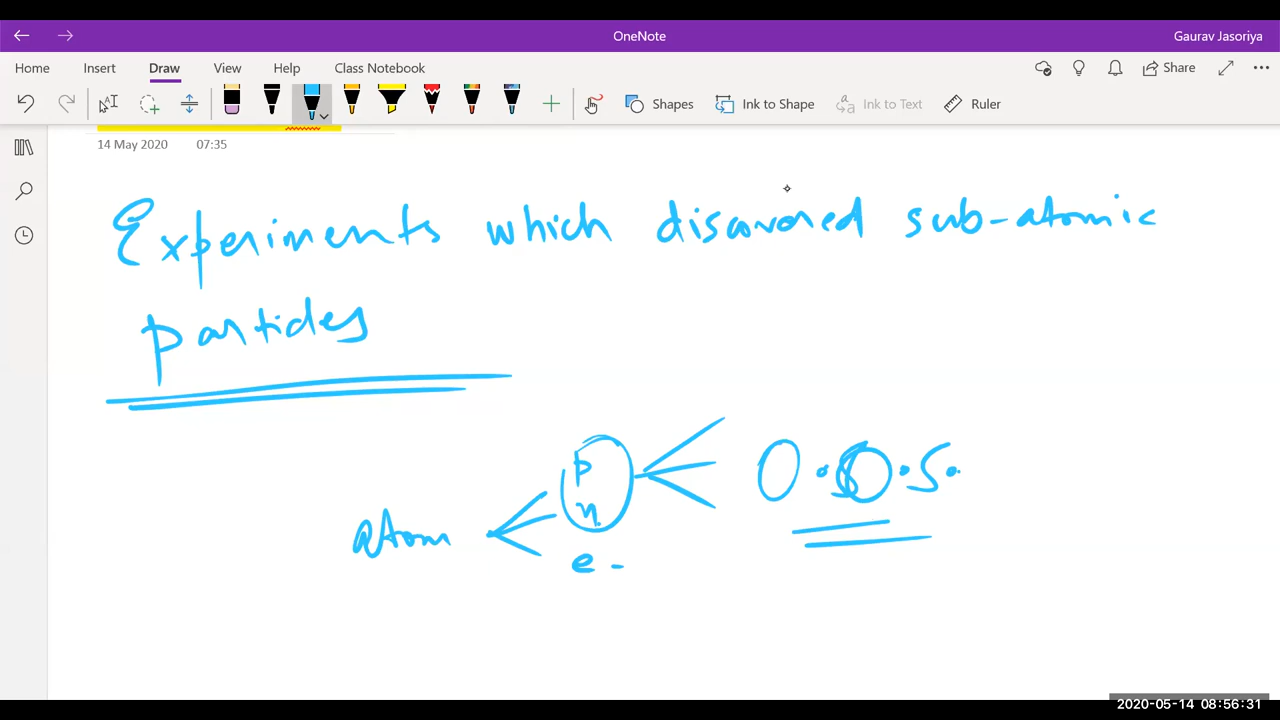 OneNote
Gaurav Jasoriya
Home Insert Draw View Help Class Notebook Share
Shapes Ink to Shape Ink to Text Ruler
14 May 2020 07:35
Experiments which discovered sub-atomic
particles
p
n
atom
e -
2020-05-14 08:56:31